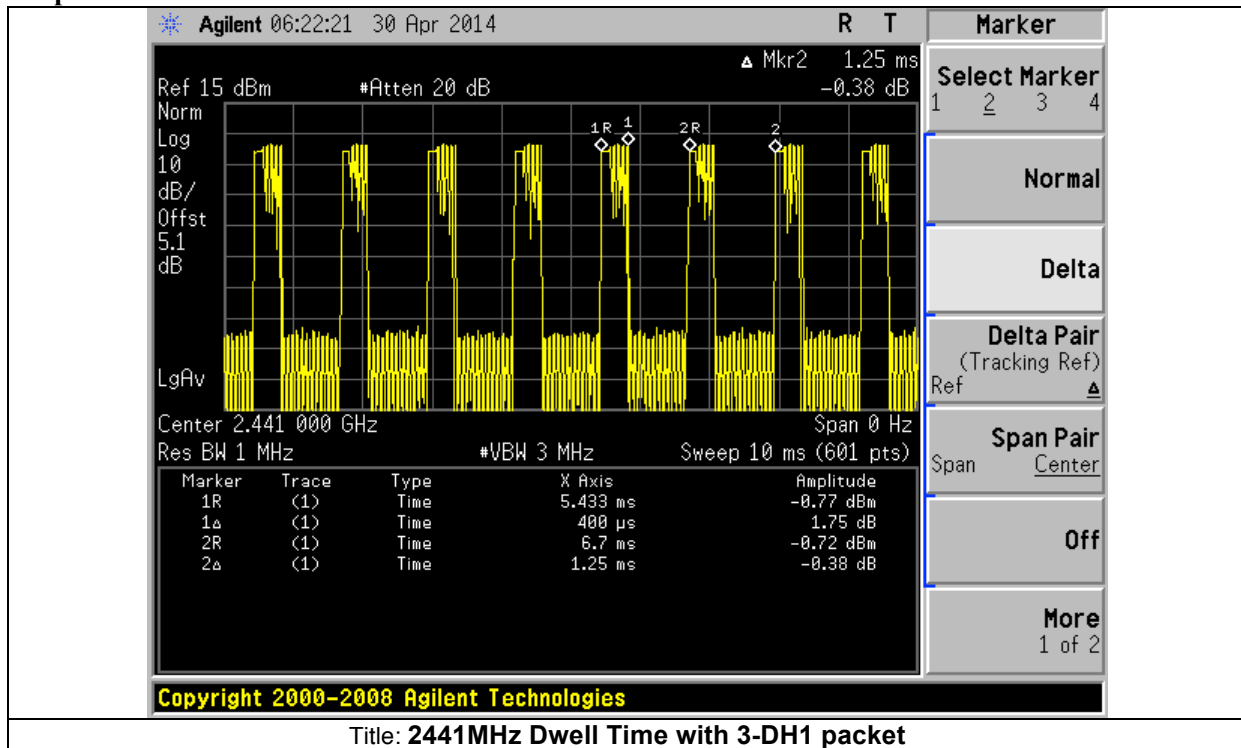 Agilent 06:22:21 30 Apr 2014 R T
Marker
Δ Mkr2 1.25 ms
Ref 15 dBm #Atten 20 dB -0.38 dB
Norm
Log
10
dB/
Offst
5.1
dB
LgAv
1R 1 2R 2
Center 2.441 000 GHz Span 0 Hz
Res BW 1 MHz #VBW 3 MHz Sweep 10 ms (601 pts)
Marker Trace Type X Axis Amplitude
1R (1) Time 5.433 ms -0.77 dBm
1Δ (1) Time 400 µs 1.75 dB
2R (1) Time 6.7 ms -0.72 dBm
2Δ (1) Time 1.25 ms -0.38 dB
Select Marker
1 2 3 4
Normal
Delta
Delta Pair
(Tracking Ref)
Ref Δ
Span Pair
Span Center
Off
More
1 of 2
Copyright 2000-2008 Agilent Technologies
Title: 2441MHz Dwell Time with 3-DH1 packet